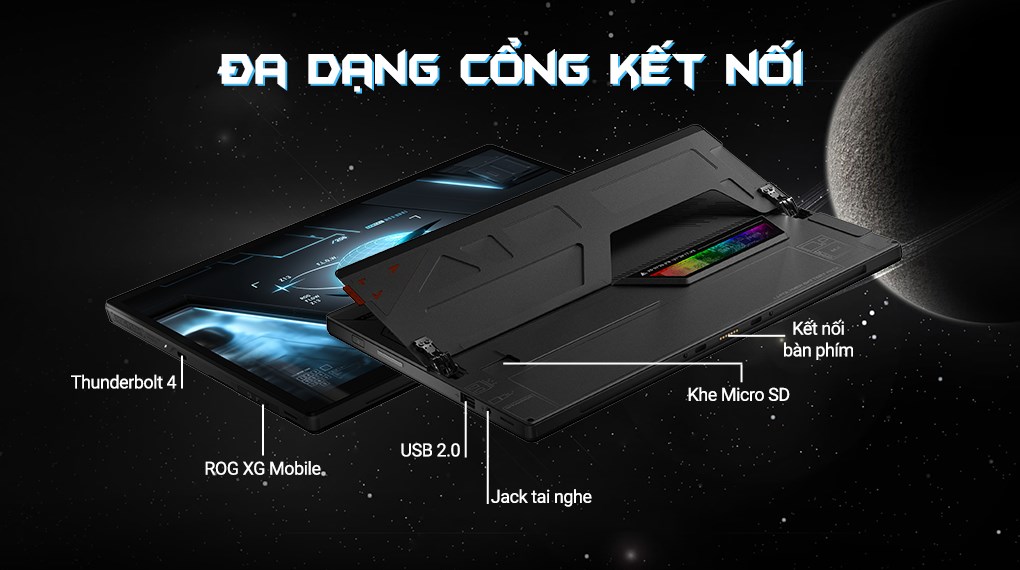 ĐA DẠNG CỔNG KẾT NỐI
Kết nối
bàn phím
Thunderbolt 4
Khe Micro SD
USB 2.0
ROG XG Mobile
Jack tai nghe